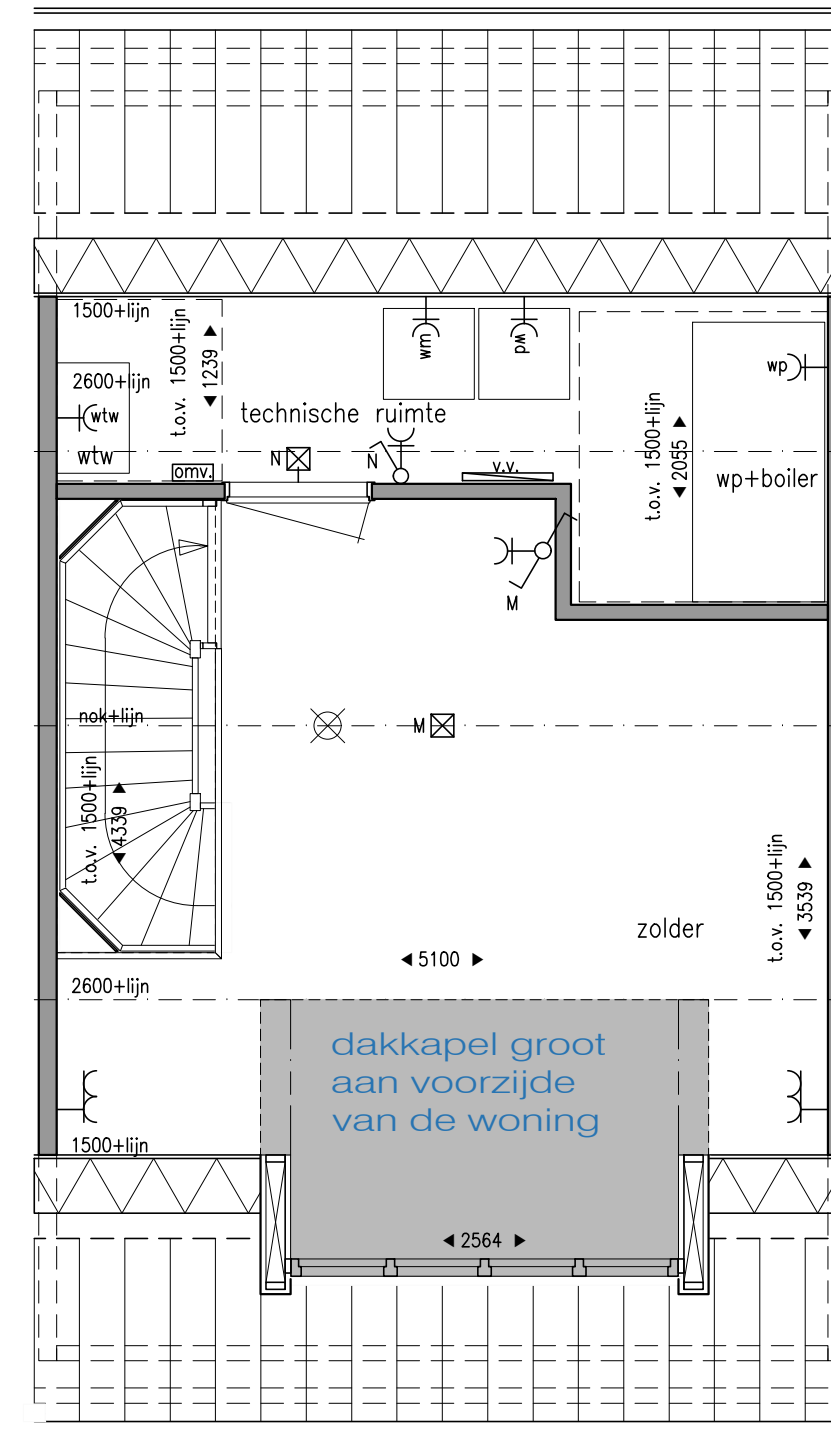 1500+lijn
t.o.v. 1500+lijn
1239
2600+lijn
wtw
wtw
omv.
technische ruimte
N
N
wm
wd
v.v.
wp
t.o.v. 1500+lijn
2055
wp+boiler
M
nok+lijn
M
t.o.v. 1500+lijn
4339
t.o.v. 1500+lijn
3539
zolder
5100
2600+lijn
dakkapel groot
aan voorzijde
van de woning
1500+lijn
2564